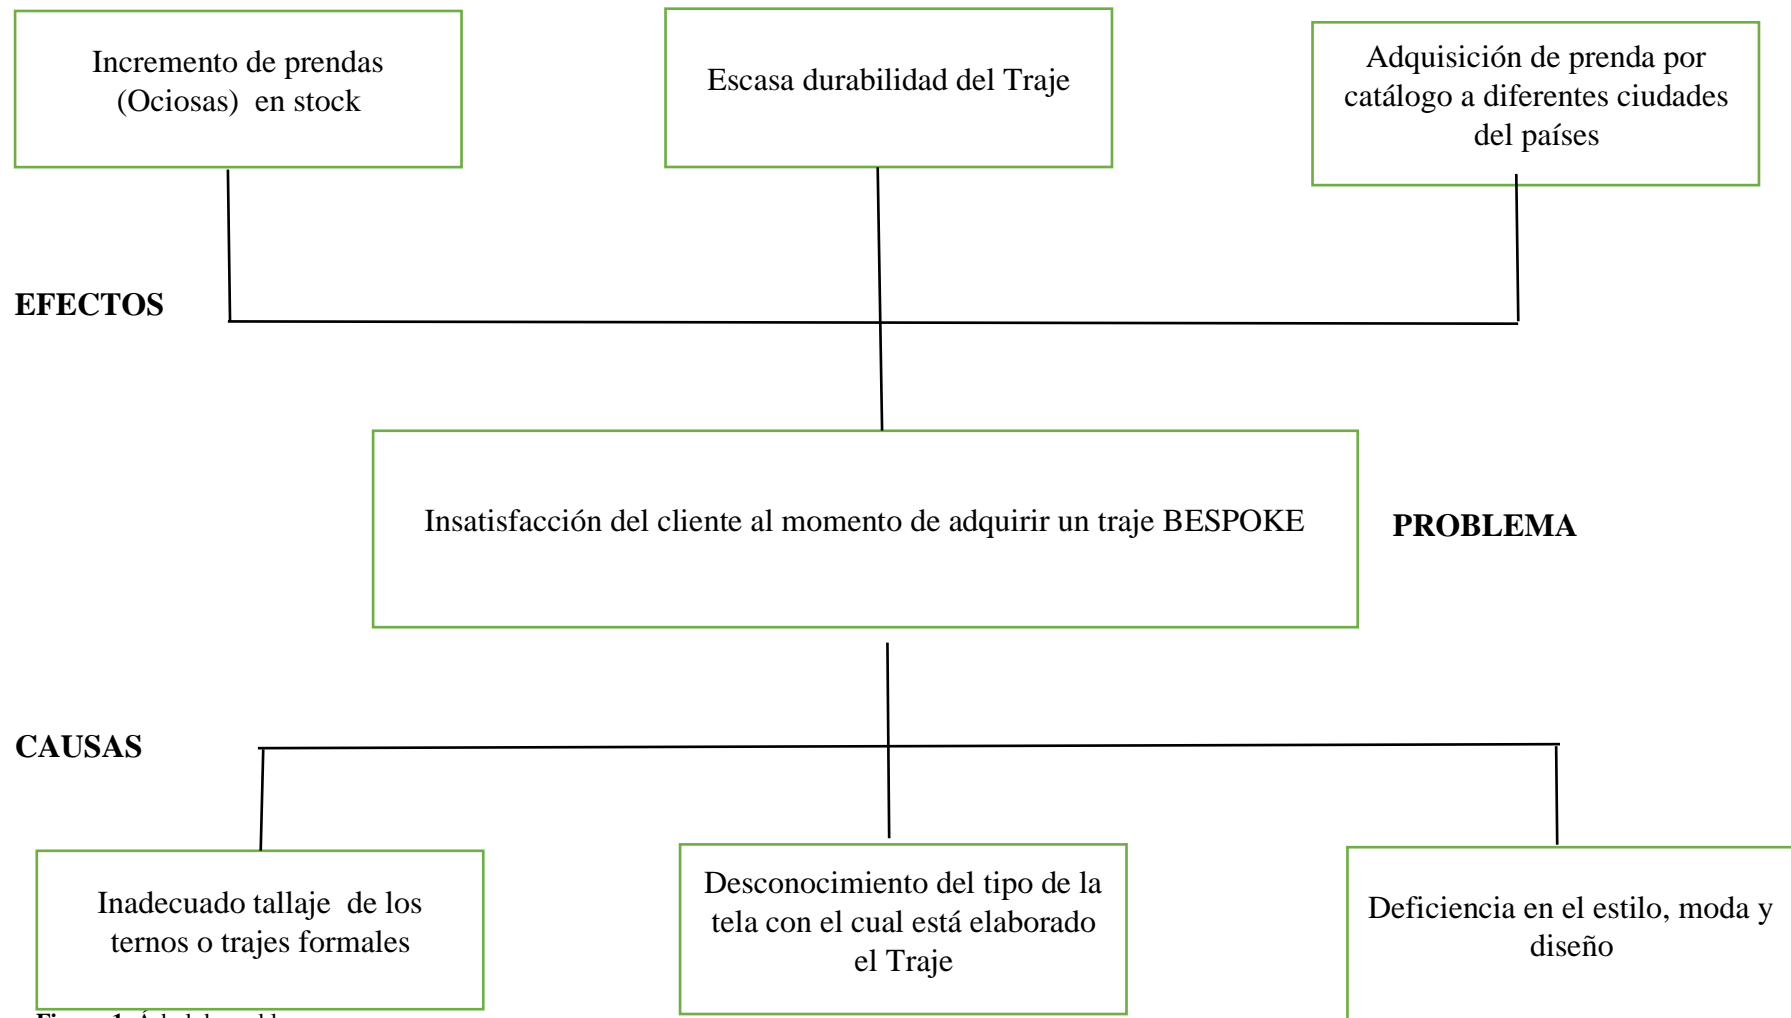 Incremento de prendas
(Ociosas) en stock
Escasa durabilidad del Traje
Adquisición de prenda por
catálogo a diferentes ciudades
del países
EFECTOS
Insatisfacción del cliente al momento de adquirir un traje BESPOKE
PROBLEMA
CAUSAS
Inadecuado tallaje de los
ternos o trajes formales
Desconocimiento del tipo de la
tela con el cual está elaborado
el Traje
Deficiencia en el estilo, moda y
diseño